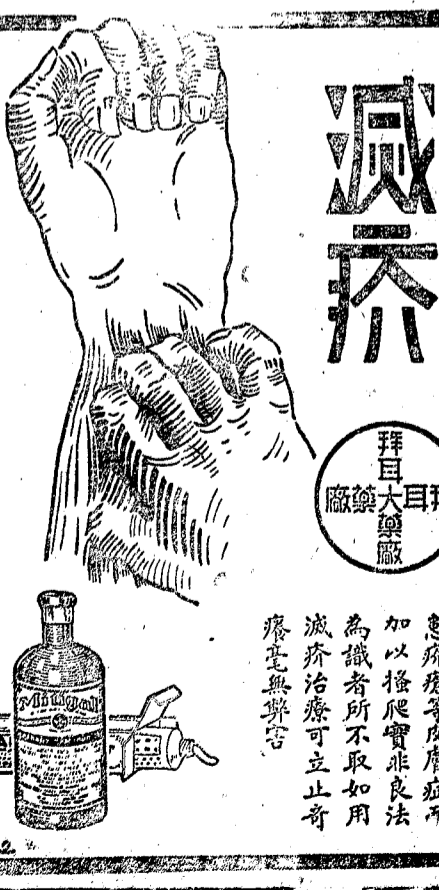 滅疥
拜耳大藥廠
拜耳大藥廠
患疥瘡等皮膚症而
加以搔爬實非良法
為識者所不取如用
滅疥治療可立止奇
癢毫無弊害
Mitigal
2